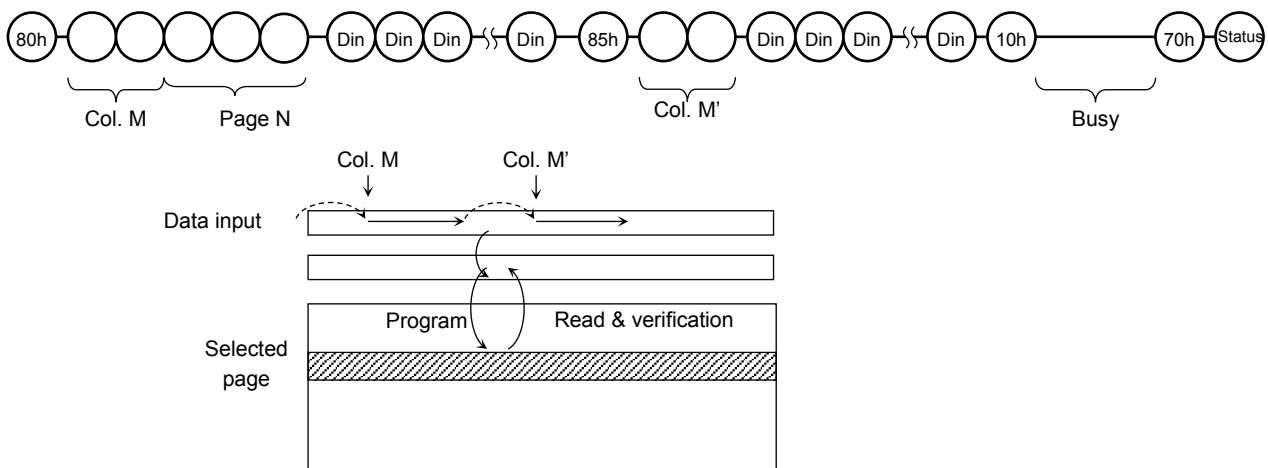 80h Din Din Din Din 85h Din Din Din Din 10h 70h Status
Col. M Page N Col. M’ Busy
Col. M Col. M’
Data input
Program Read & verification
Selected
page